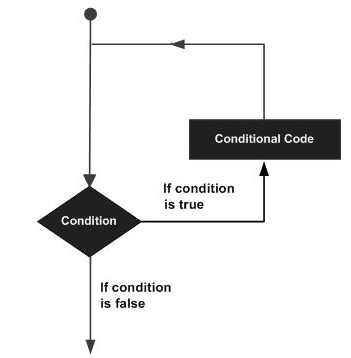 Conditional Code
If condition
is true
Condition
If condition
is false